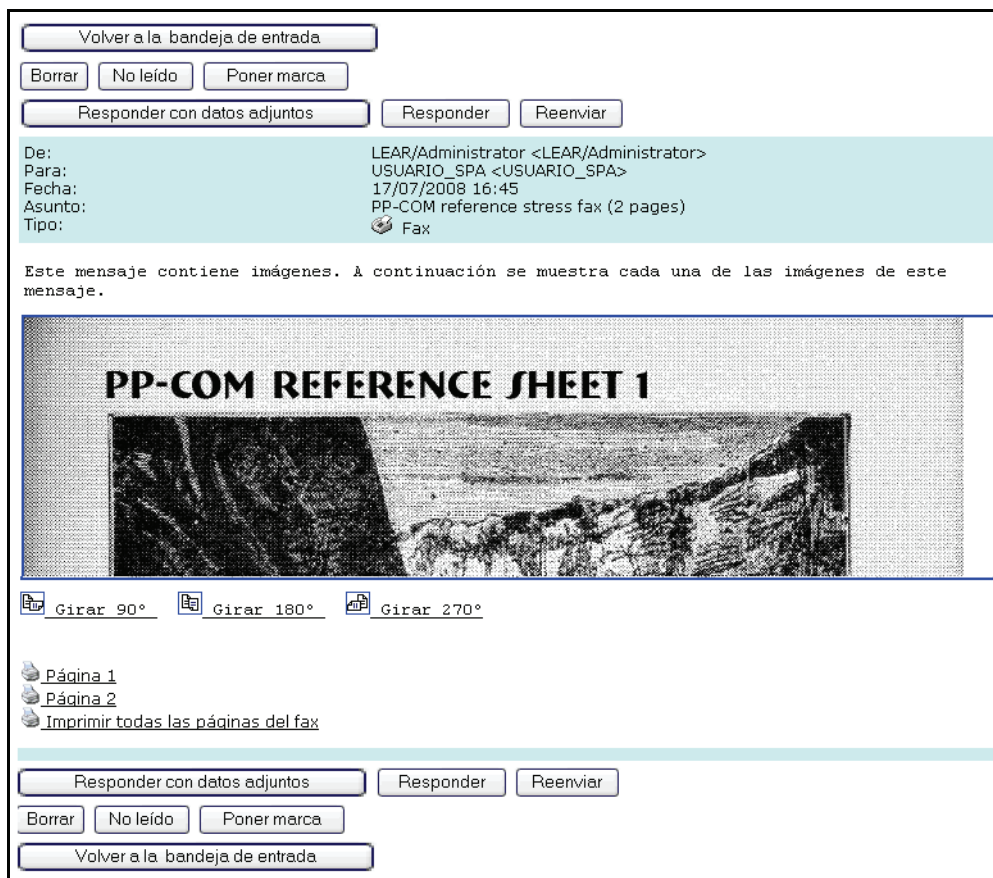 Volver a la bandeja de entrada
Borrar No leído Poner marca
Responder con datos adjuntos Responder Reenviar
De: LEAR/Administrator <LEAR/Administrator>
Para: USUARIO_SPA <USUARIO_SPA>
Fecha: 17/07/2008 16:45
Asunto: PP-COM reference stress fax (2 pages)
Tipo: Fax
Este mensaje contiene imágenes. A continuación se muestra cada una de las imágenes de este
mensaje.
PP-COM REFERENCE SHEET 1
Girar 90° Girar 180° Girar 270°
Página 1
Página 2
Imprimir todas las páginas del fax
Responder con datos adjuntos Responder Reenviar
Borrar No leído Poner marca
Volver a la bandeja de entrada